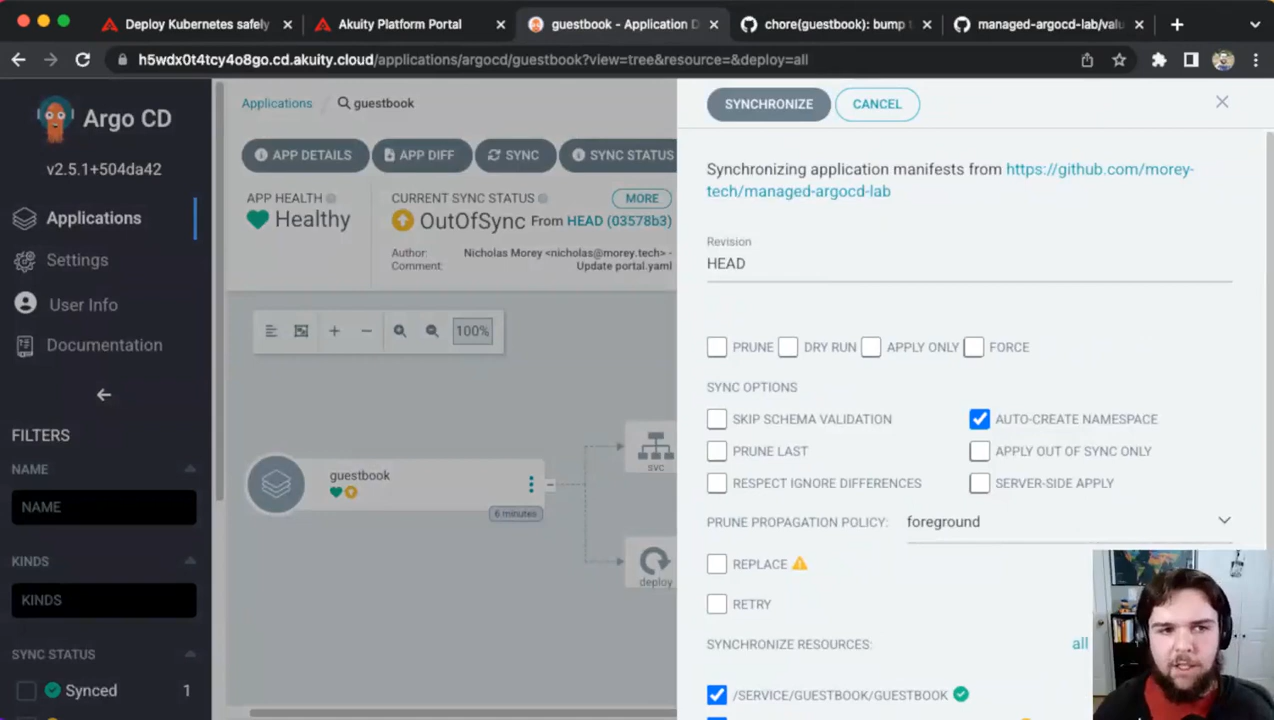 Deploy Kubernetes safely
Akuity Platform Portal
guestbook - Application D
chore(guestbook): bump t
managed-argocd-lab/valu
h5wdx0t4tcy4o8go.cd.akuity.cloud/applications/argocd/guestbook?view=tree&resource=&deploy=all
Argo CD
v2.5.1+504da42
Applications
Settings
User Info
Documentation
FILTERS
NAME
NAME
KINDS
KINDS
SYNC STATUS
Synced 1
Applications / guestbook
APP DETAILS
APP DIFF
SYNC
SYNC STATUS
APP HEALTH
Healthy
CURRENT SYNC STATUS
MORE
OutOfSync From HEAD (03578b3)
Author: Nicholas Morey <nicholas@morey.tech> -
Comment: Update portal.yaml
100%
guestbook
6 minutes
svc
deploy
SYNCHRONIZE
CANCEL
Synchronizing application manifests from https://github.com/morey-
tech/managed-argocd-lab
Revision
HEAD
PRUNE DRY RUN APPLY ONLY FORCE
SYNC OPTIONS
SKIP SCHEMA VALIDATION
AUTO-CREATE NAMESPACE
PRUNE LAST
APPLY OUT OF SYNC ONLY
RESPECT IGNORE DIFFERENCES
SERVER-SIDE APPLY
PRUNE PROPAGATION POLICY: foreground
REPLACE
RETRY
SYNCHRONIZE RESOURCES: all
/SERVICE/GUESTBOOK/GUESTBOOK